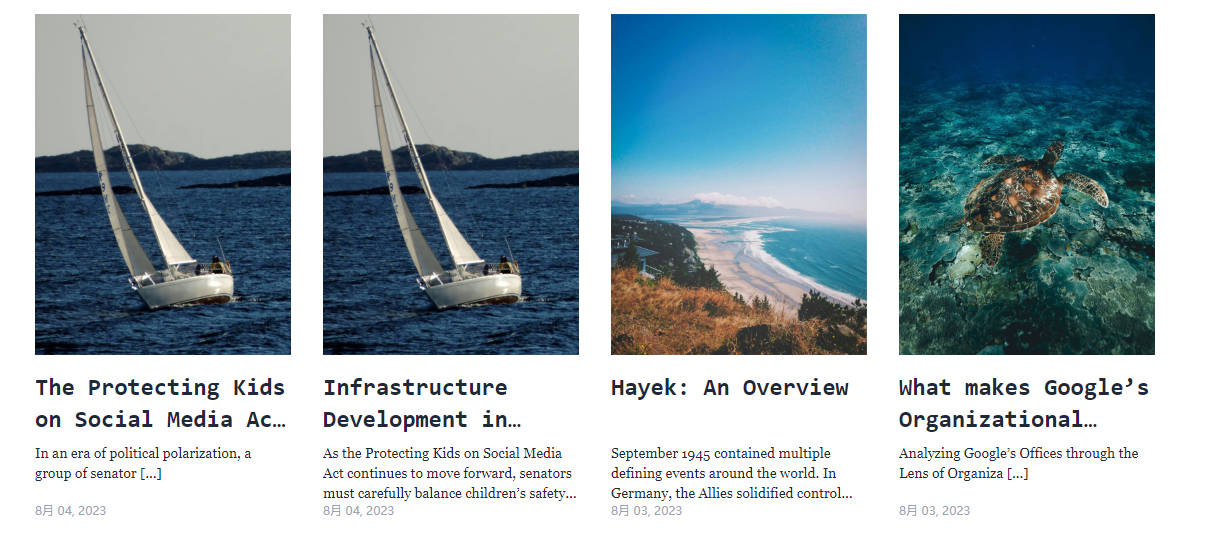 The Protecting Kids
on Social Media Ac…
In an era of political polarization, a
group of senator [...]
8月 04, 2023
Infrastructure
Development in…
As the Protecting Kids on Social Media
Act continues to move forward, senators
must carefully balance children’s safety…
8月 04, 2023
Hayek: An Overview
September 1945 contained multiple
defining events around the world. In
Germany, the Allies solidified control…
8月 03, 2023
What makes Google’s
Organizational…
Analyzing Google’s Offices through the
Lens of Organiza [...]
8月 03, 2023